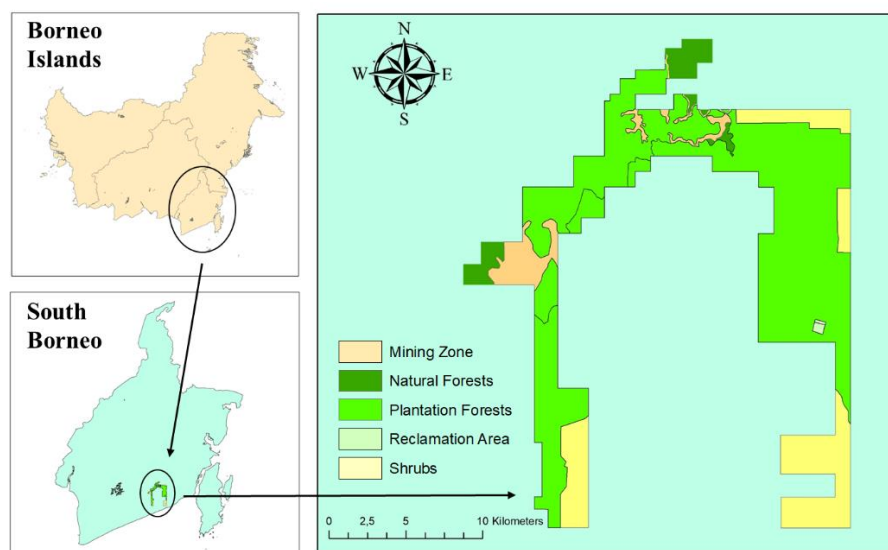 Borneo
Islands
South
Borneo
N
W
E
S
Mining Zone
Natural Forests
Plantation Forests
Reclamation Area
Shrubs
0 2,5 5 10 Kilometers